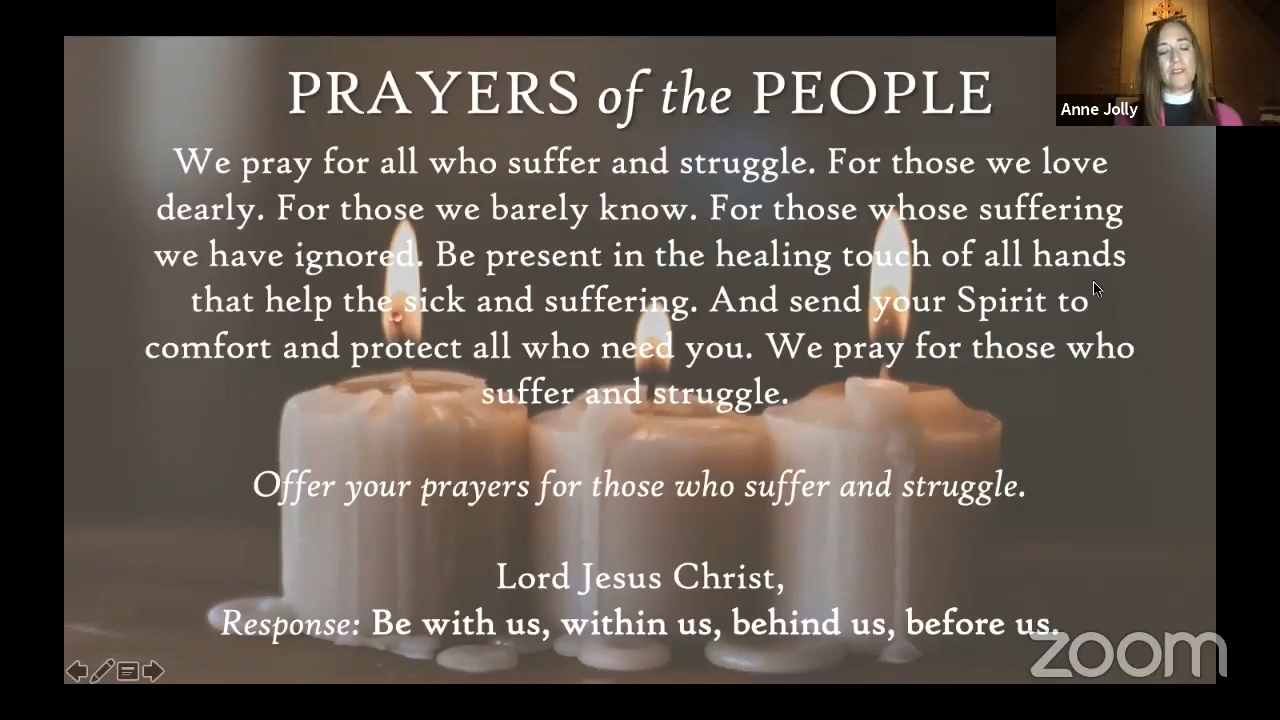 PRAYERS of the PEOPLE
Anne Jolly
We pray for all who suffer and struggle. For those we love
dearly. For those we barely know. For those whose suffering
we have ignored. Be present in the healing touch of all hands
that help the sick and suffering. And send your Spirit to
comfort and protect all who need you. We pray for those who
suffer and struggle.
Offer your prayers for those who suffer and struggle.
Lord Jesus Christ,
Response: Be with us, within us, behind us, before us.
zoom